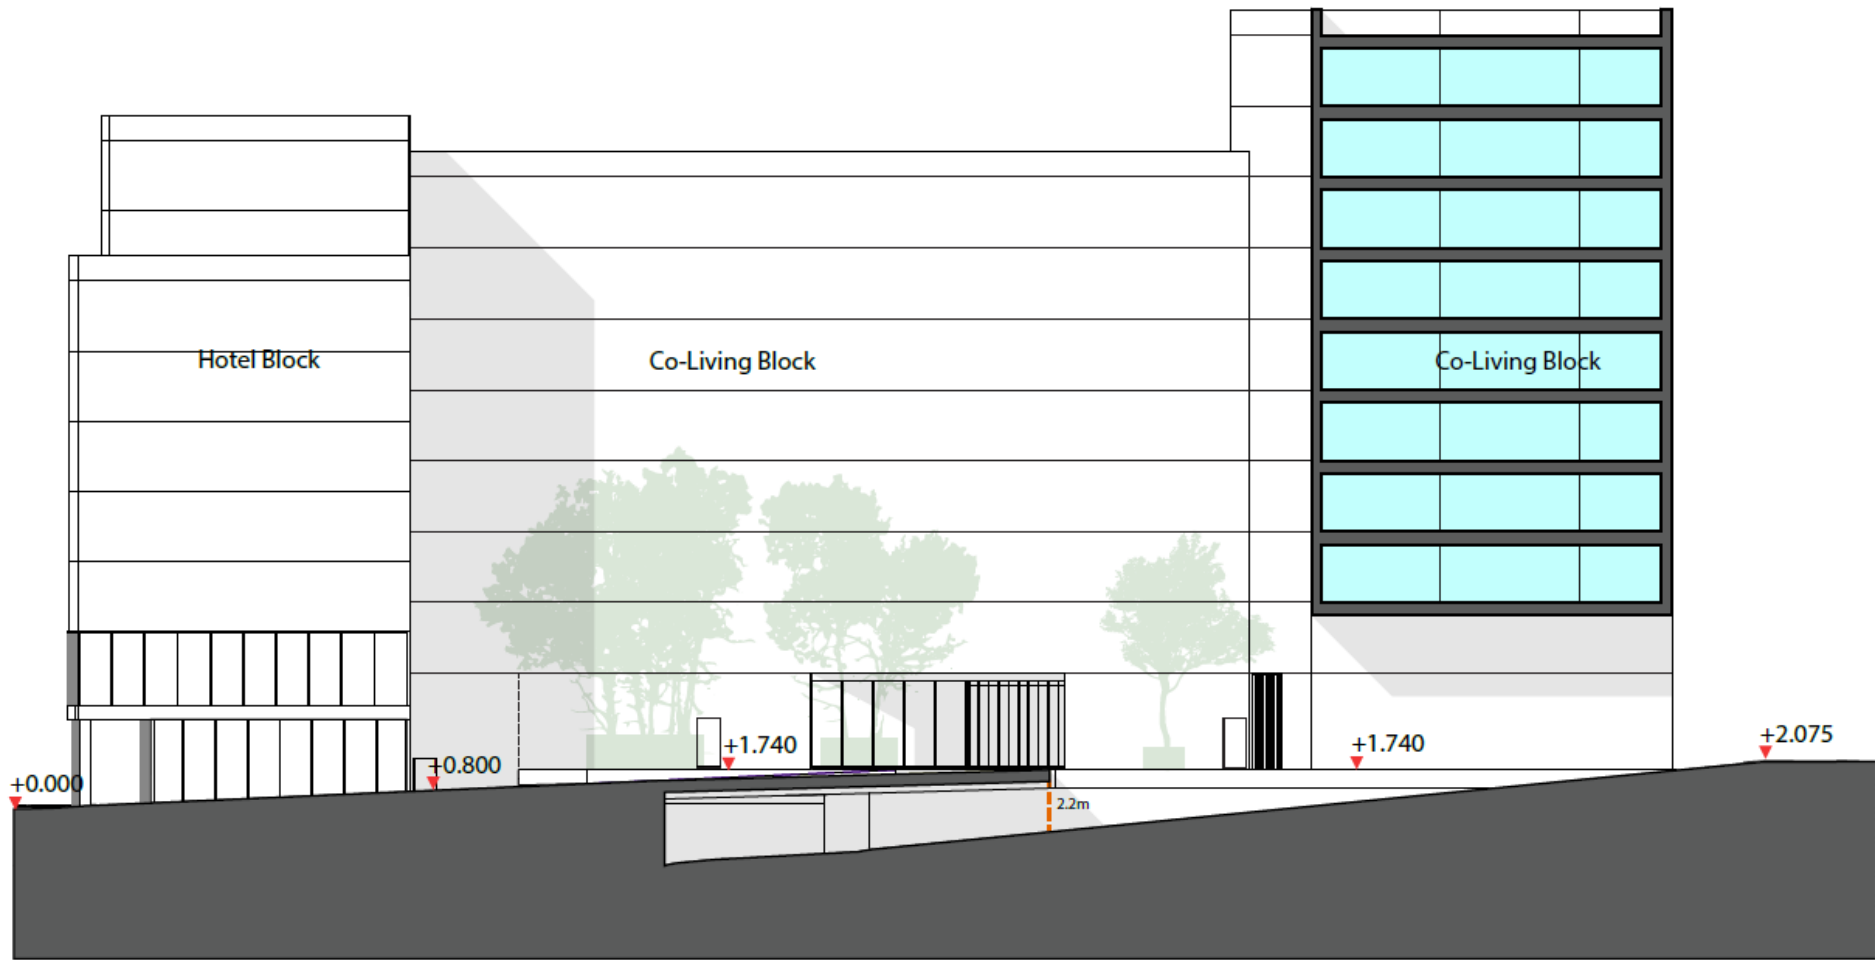 Hotel Block
Co-Living Block
Co-Living Block
+0.000
+0.800
+1.740
+1.740
+2.075
2.2m